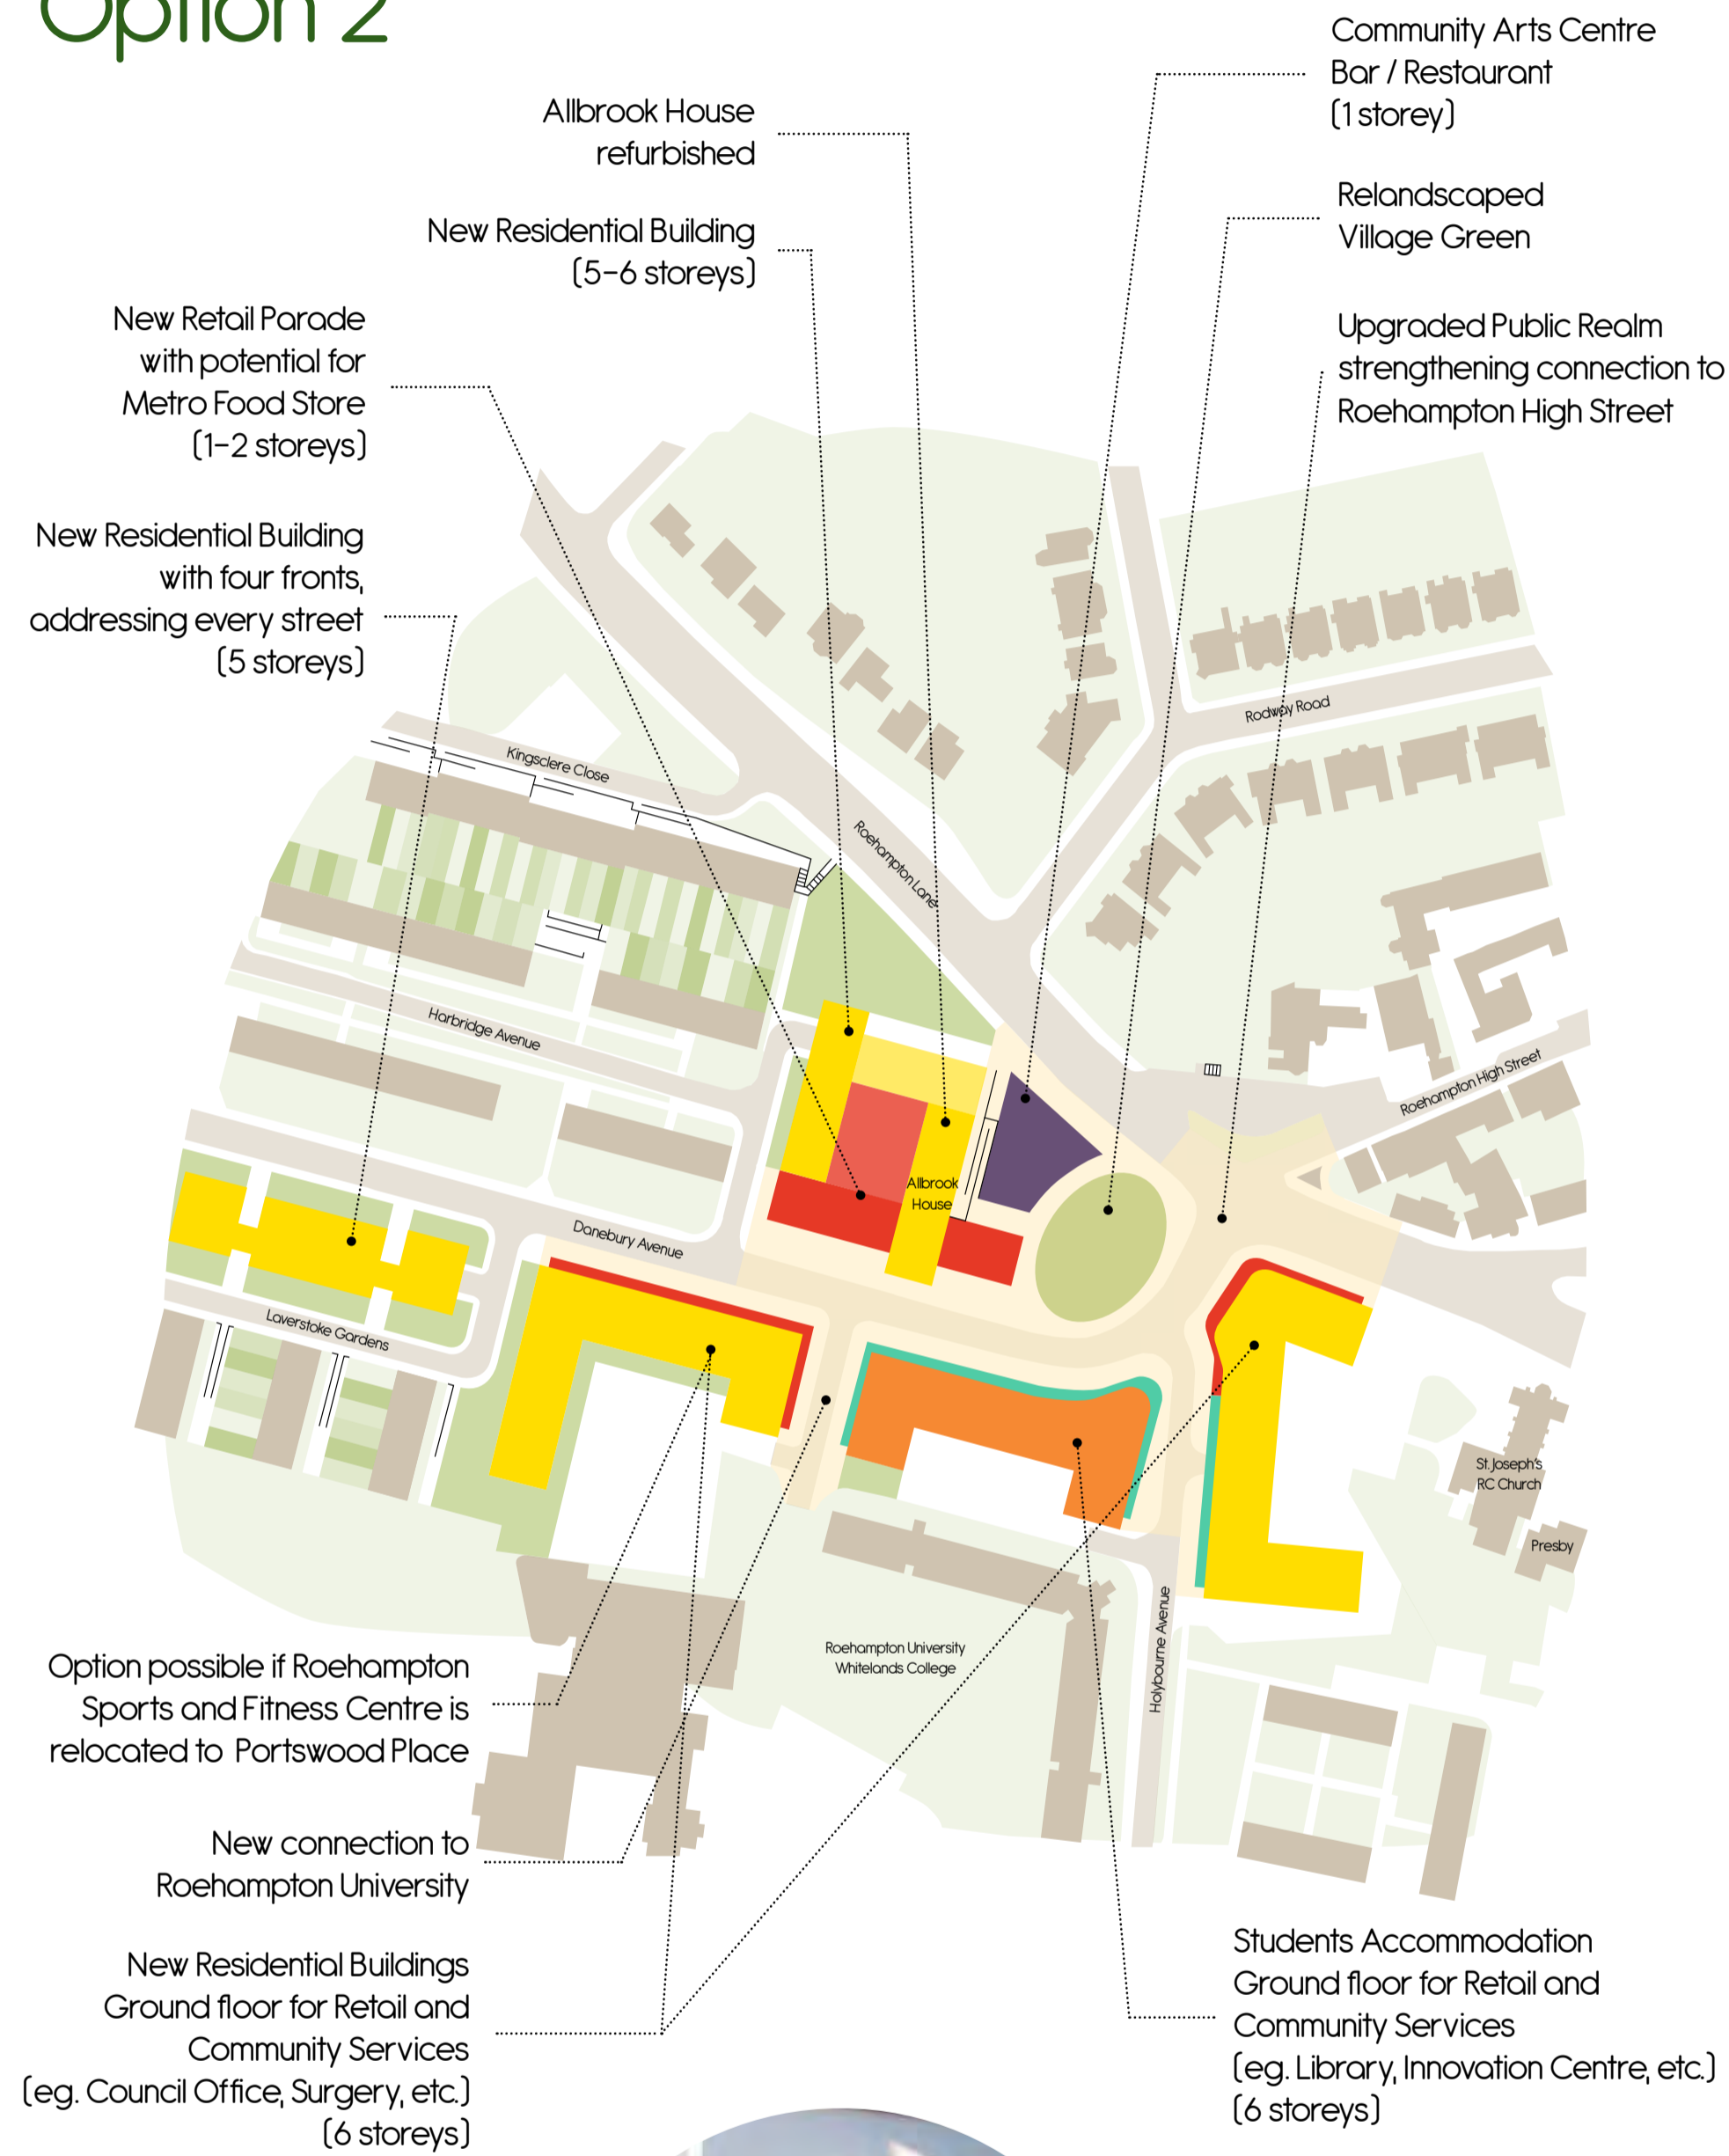 Option 2
Community Arts Centre
Bar / Restaurant
(1 storey)
Allbrook House
refurbished
Relandscaped
Village Green
New Residential Building
(5-6 storeys)
New Retail Parade
with potential for
Metro Food Store
(1-2 storeys)
Upgraded Public Realm
strengthening connection to
Roehampton High Street
New Residential Building
with four fronts,
addressing every street
(5 storeys)
Rodway Road
Kingsclere Close
Roehampton Lane
Harbridge Avenue
Roehampton High Street
Allbrook
House
Danebury Avenue
Laverstoke Gardens
St. Joseph's
RC Church
Presby
Roehampton University
Whitelands College
Holybourne Avenue
Option possible if Roehampton
Sports and Fitness Centre is
relocated to Portswood Place
New connection to
Roehampton University
New Residential Buildings
Ground floor for Retail and
Community Services
(eg. Council Office, Surgery, etc.)
(6 storeys)
Students Accommodation
Ground floor for Retail and
Community Services
(eg. Library, Innovation Centre, etc.)
(6 storeys)